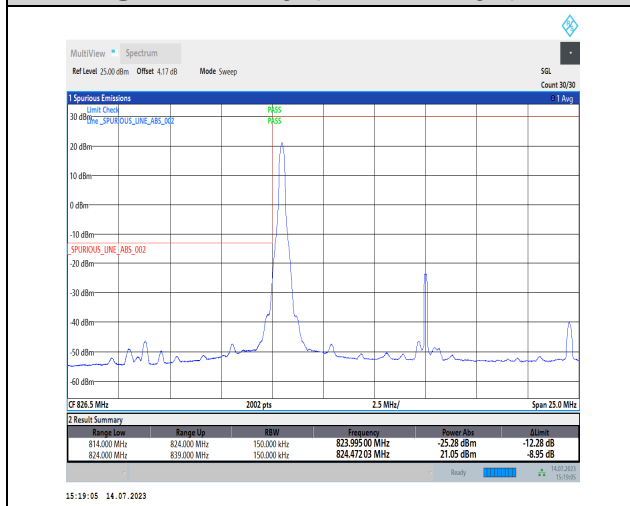 MultiView Spectrum
Ref Level 25.00 dBm Offset 4.17 dB Mode Sweep SGL
Count 30/30
1 Spurious Emissions 1 Avg
Limit Check PASS
30 dBm
Line _SPURIOUS_LINE_ABS_002 PASS
20 dBm
10 dBm
0 dBm
-10 dBm
_SPURIOUS_LINE_ABS_002
-20 dBm
-30 dBm
-40 dBm
-50 dBm
-60 dBm
CF 826.5 MHz 2002 pts 2.5 MHz/ Span 25.0 MHz
2 Result Summary
Range Low Range Up RBW Frequency Power Abs ΔLimit
814.000 MHz 824.000 MHz 150.000 kHz 823.99500 MHz -25.28 dBm -12.28 dB
824.000 MHz 839.000 MHz 150.000 kHz 824.47203 MHz 21.05 dBm -8.95 dB
Ready 14.07.2023
15:19:05
15:19:05 14.07.2023